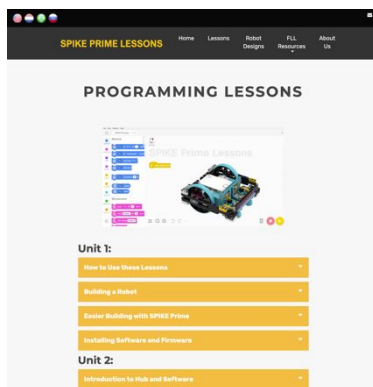 SPIKE PRIME LESSONS
Home
Lessons
Robot
Designs
FLL
Resources
About
Us
PROGRAMMING LESSONS
SPIKE Prime Lessons
Unit 1:
How to Use these Lessons
Building a Robot
Easier Building with SPIKE Prime
Installing Software and Firmware
Unit 2:
Introduction to Hub and Software